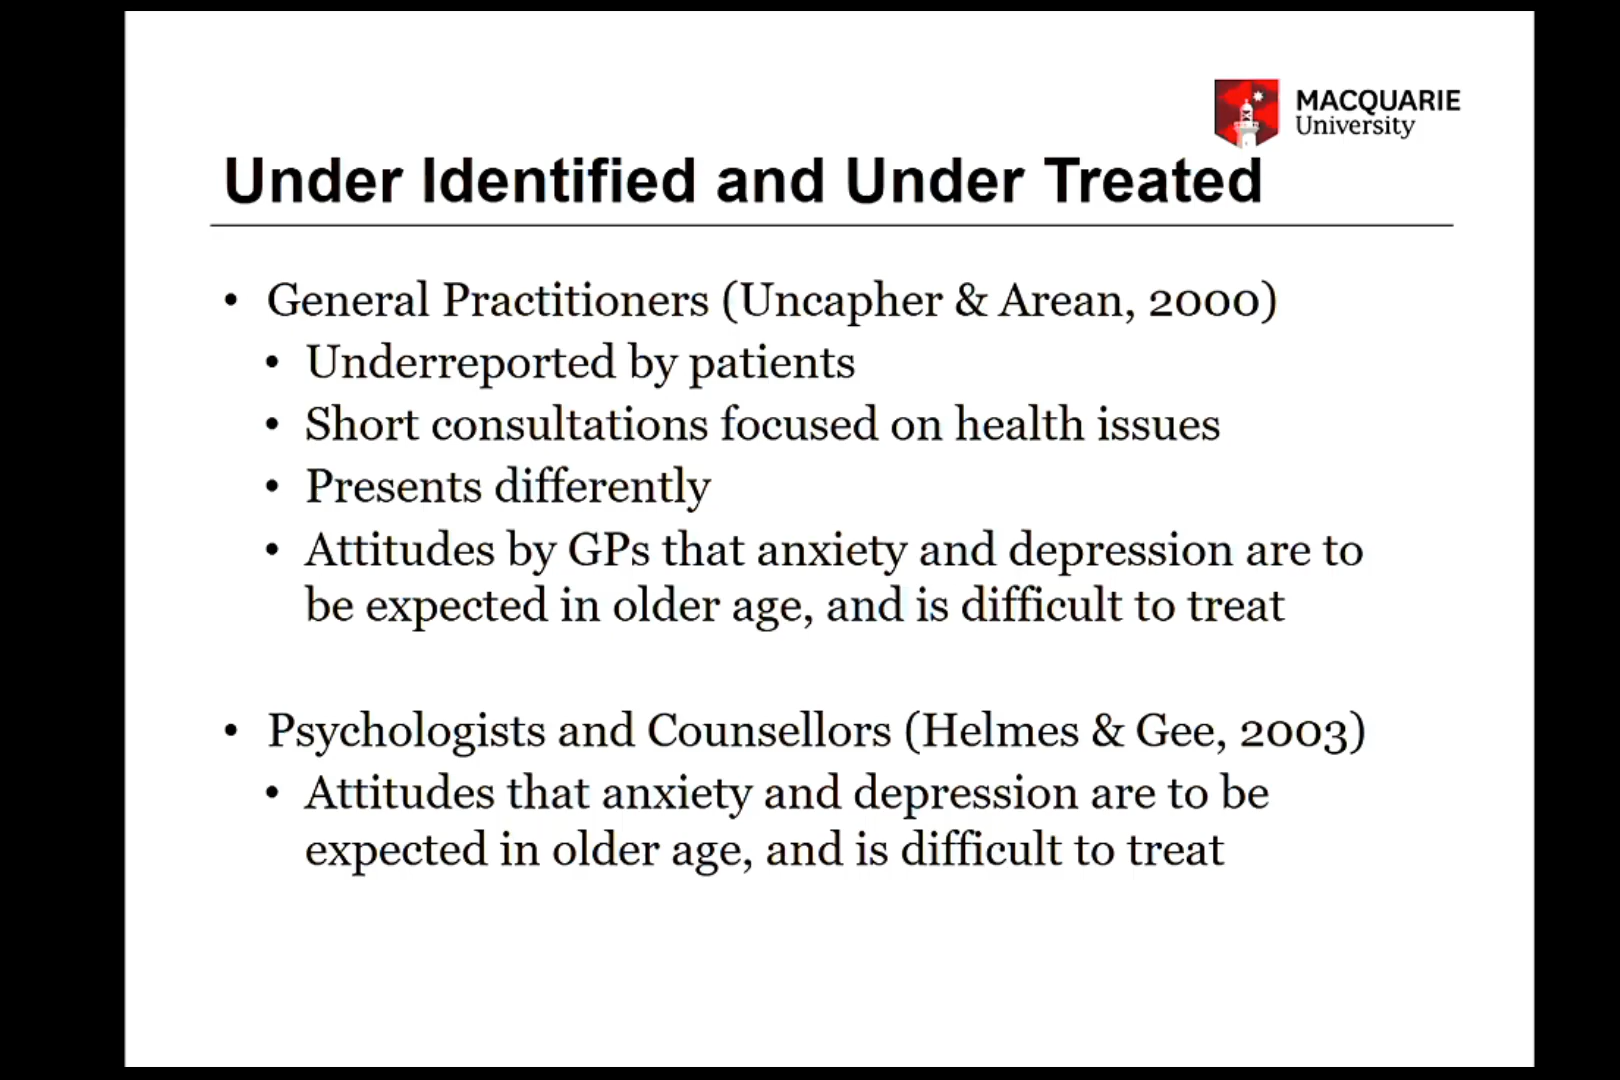 MACQUARIE
University
Under Identified and Under Treated
• General Practitioners (Uncapher & Arean, 2000)
• Underreported by patients
• Short consultations focused on health issues
• Presents differently
• Attitudes by GPs that anxiety and depression are to
be expected in older age, and is difficult to treat
• Psychologists and Counsellors (Helmes & Gee, 2003)
• Attitudes that anxiety and depression are to be
expected in older age, and is difficult to treat